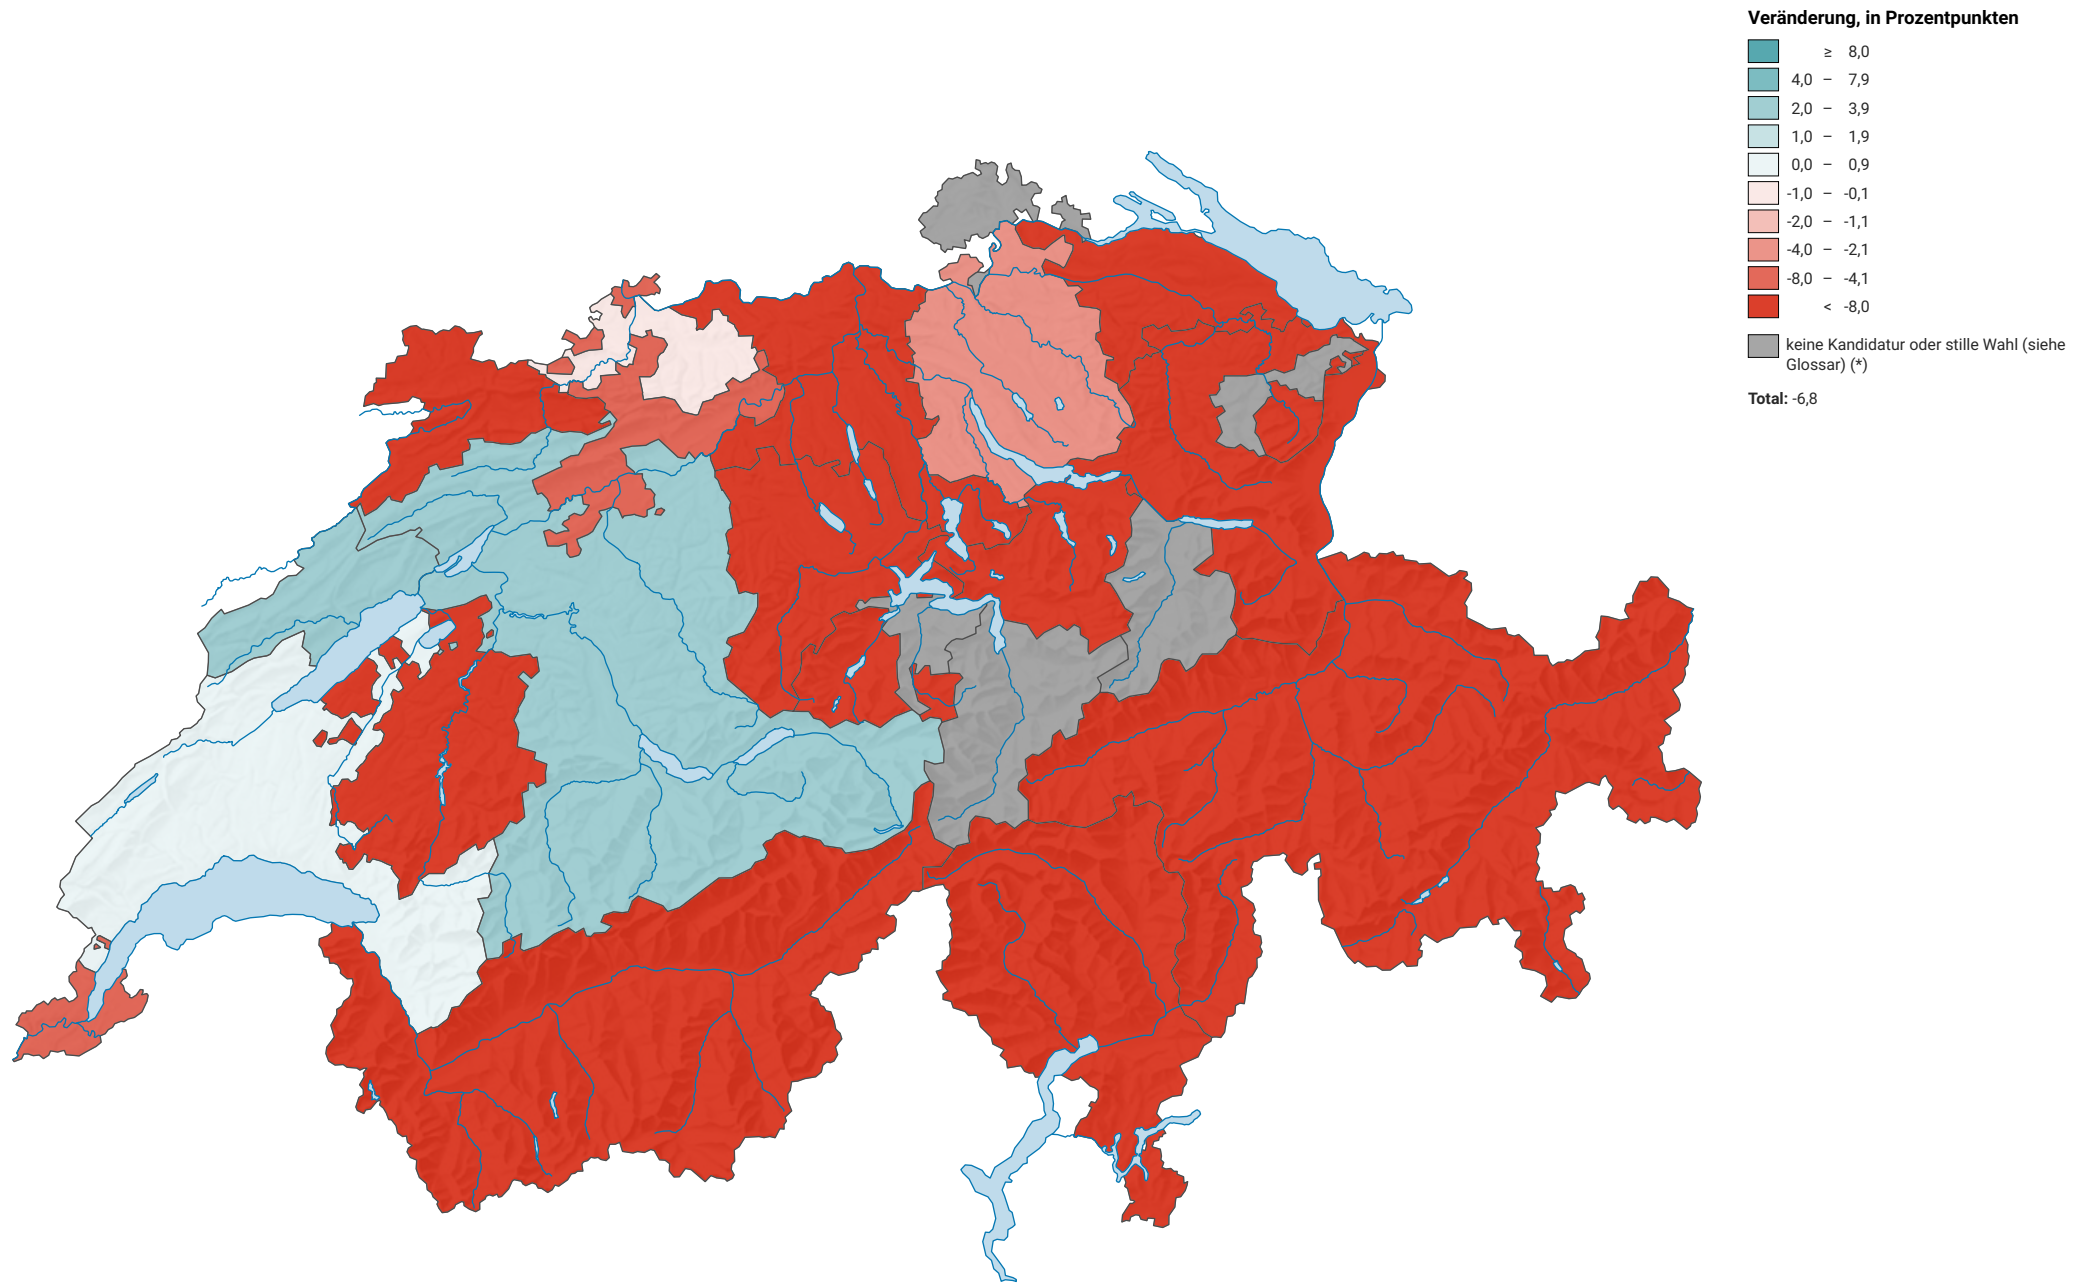 Veränderung, in Prozentpunkten
≥ 8,0
4,0 – 7,9
2,0 – 3,9
1,0 – 1,9
0,0 – 0,9
-1,0 – -0,1
-2,0 – -1,1
-4,0 – -2,1
-8,0 – -4,1
< -8,0
keine Kandidatur oder stille Wahl (siehe
Glossar) (*)
Total: -6,8